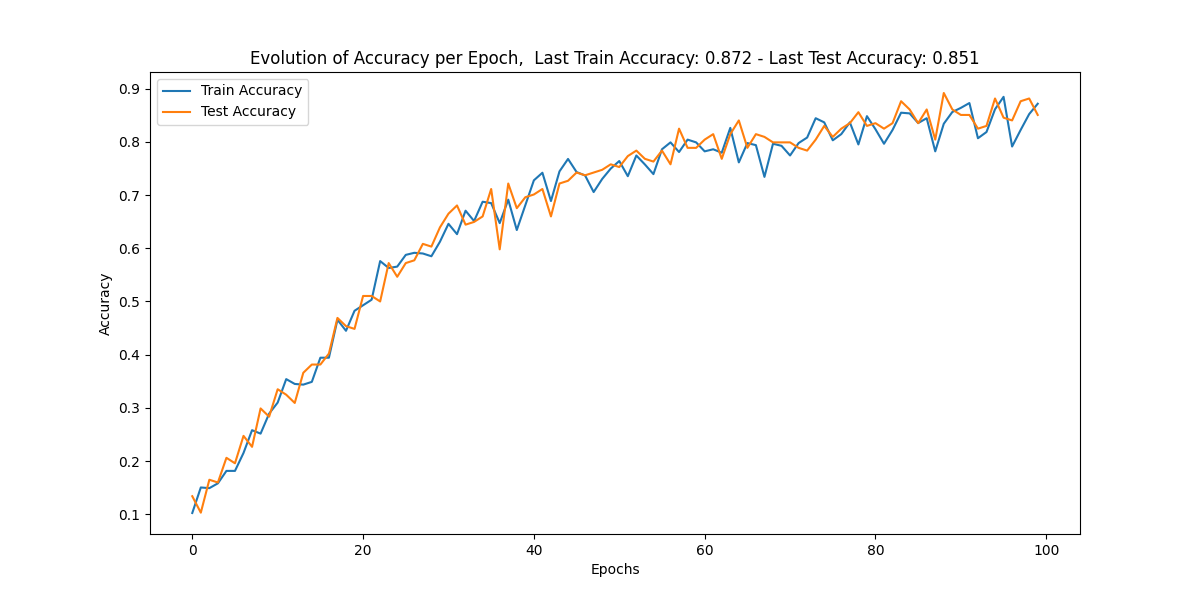 Evolution of Accuracy per Epoch,  Last Train Accuracy: 0.872 - Last Test Accuracy: 0.851
Train Accuracy
Test Accuracy
0.9
0.8
0.7
0.6
0.5
0.4
0.3
0.2
0.1
Accuracy
0 20 40 60 80 100
Epochs